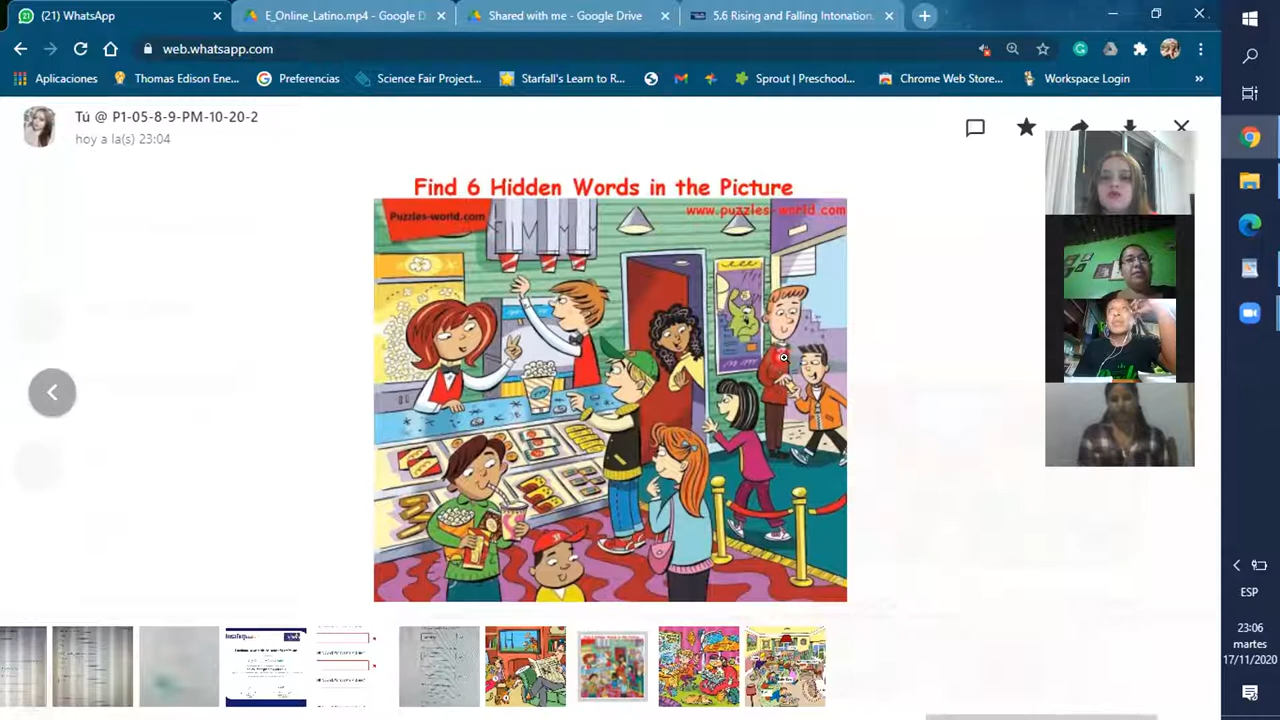 (21) WhatsApp
E_Online_Latino.mp4 - Google D
Shared with me - Google Drive
5.6 Rising and Falling Intonation.
web.whatsapp.com
Aplicaciones
Thomas Edison Ene...
Preferencias
Science Fair Project...
Starfall's Learn to R...
Sprout | Preschool...
Chrome Web Store...
Workspace Login
»
Tú @ P1-05-8-9-PM-10-20-2
hoy a la(s) 23:04
Find 6 Hidden Words in the Picture
Puzzles-world.com
www.puzzles-world.com
ESP
23:06
martes
17/11/2020